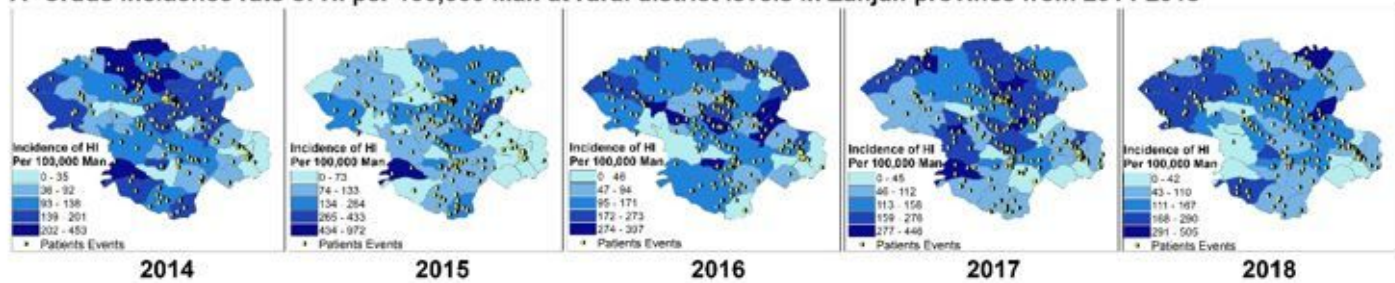 Incidence of HI
Per 100,000 Man
0 - 35
36 - 92
93 - 138
139 - 201
202 - 453
Patients Events
2014
Incidence of HI
Per 100,000 Man
0 - 73
74 - 133
134 - 264
265 - 433
434 - 972
Patients Events
2015
Incidence of HI
Per 100,000 Man
0 - 46
47 - 94
95 - 171
172 - 273
274 - 397
Patients Events
2016
Incidence of HI
Per 100,000 Man
0 - 45
46 - 112
113 - 158
159 - 276
277 - 446
Patients Events
2017
Incidence of HI
Per 100,000 Man
0 - 42
43 - 110
111 - 167
168 - 290
291 - 505
Patients Events
2018